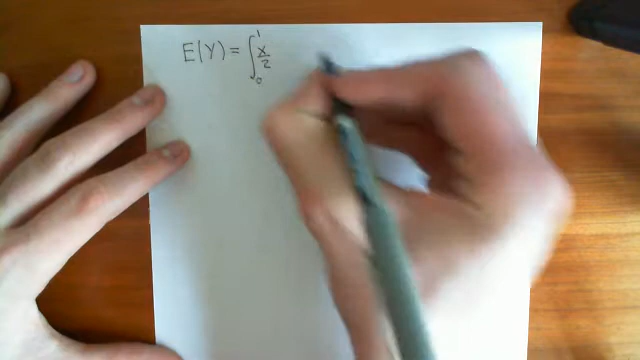 E(Y) = ∫₀¹ x/2